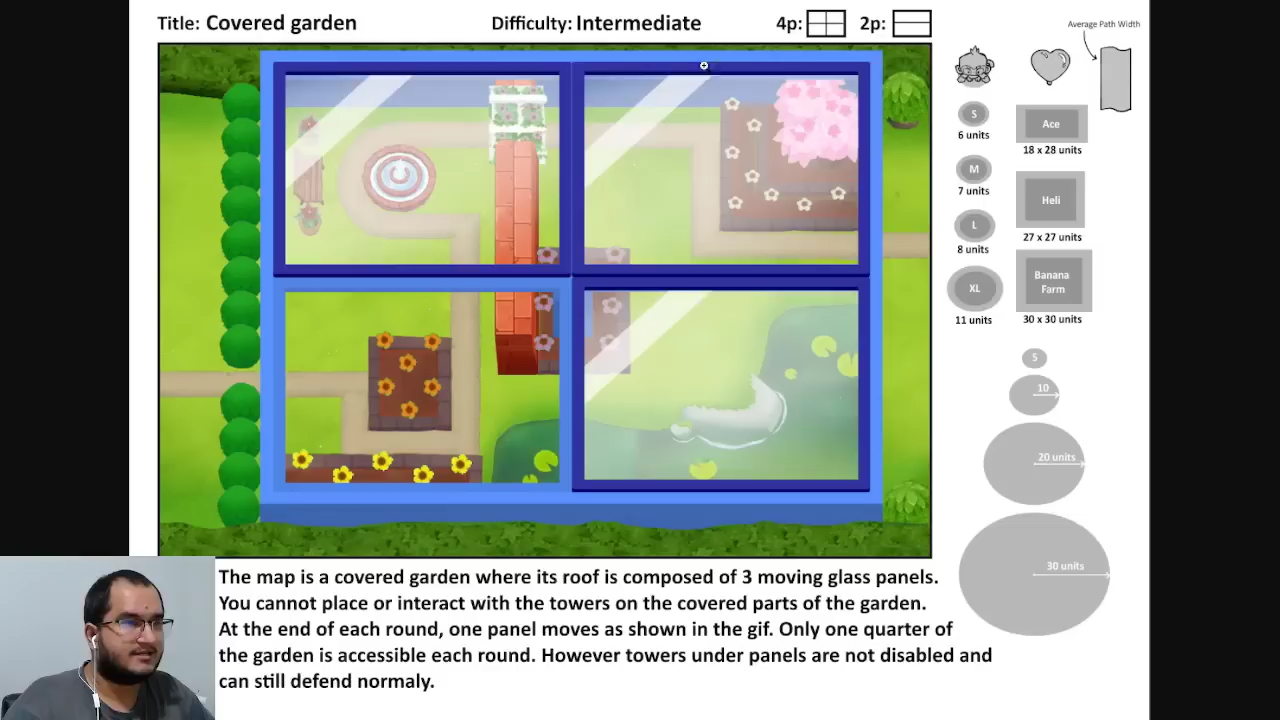 Title: Covered garden
Difficulty: Intermediate
4p:
2p:
Average Path Width
S
6 units
M
7 units
L
8 units
XL
11 units
Ace
18 x 28 units
Heli
27 x 27 units
Banana
Farm
30 x 30 units
5
10
20 units
30 units
The map is a covered garden where its roof is composed of 3 moving glass panels.
You cannot place or interact with the towers on the covered parts of the garden.
At the end of each round, one panel moves as shown in the gif. Only one quarter of
the garden is accessible each round. However towers under panels are not disabled and
can still defend normaly.